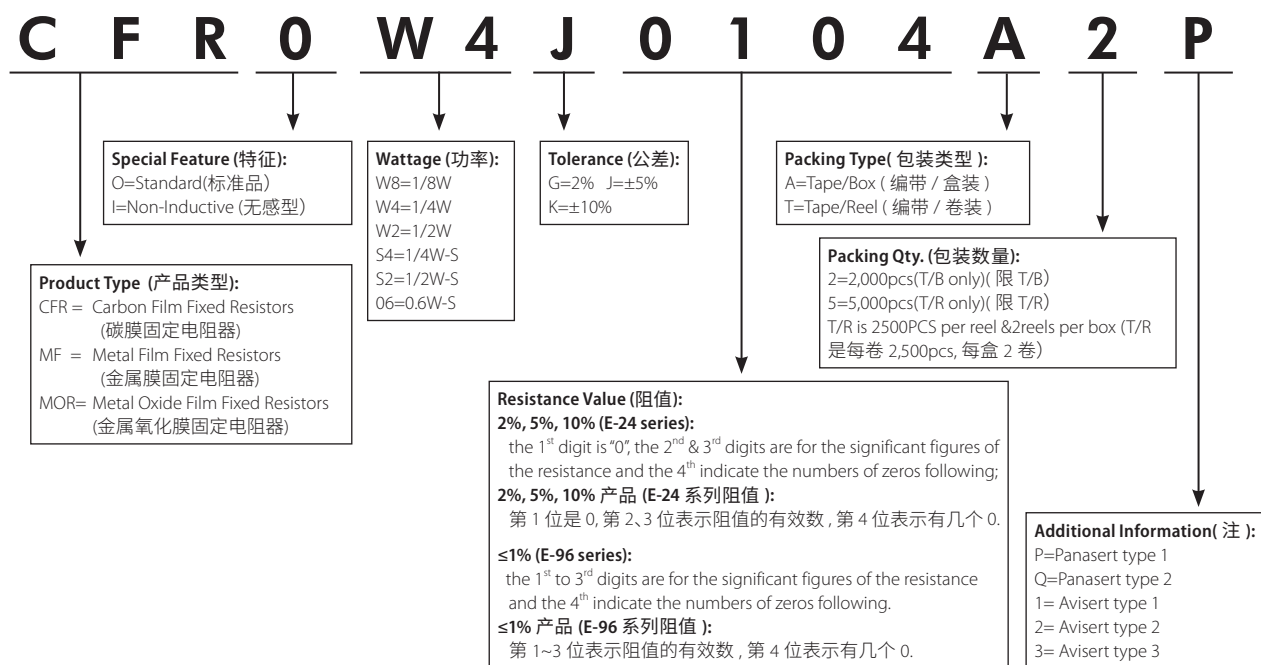 C F R 0 W 4 J 0 1 0 4 A 2 P
Special Feature (特征):
O=Standard(标准品)
I=Non-Inductive (无感型)
Wattage (功率):
W8=1/8W
W4=1/4W
W2=1/2W
S4=1/4W-S
S2=1/2W-S
06=0.6W-S
Tolerance (公差):
G=2% J=±5%
K=±10%
Packing Type( 包装类型 ):
A=Tape/Box ( 编带 / 盒装 )
T=Tape/Reel ( 编带 / 卷装 )
Packing Qty. (包装数量):
2=2,000pcs(T/B only)( 限 T/B)
5=5,000pcs(T/R only)( 限 T/R)
T/R is 2500PCS per reel &2reels per box (T/R
是每卷 2,500pcs, 每盒 2 卷)
Product Type (产品类型):
CFR = Carbon Film Fixed Resistors
(碳膜固定电阻器)
MF = Metal Film Fixed Resistors
(金属膜固定电阻器)
MOR= Metal Oxide Film Fixed Resistors
(金属氧化膜固定电阻器)
Resistance Value (阻值):
2%, 5%, 10% (E-24 series):
the 1st digit is "0", the 2nd & 3rd digits are for the significant figures of
the resistance and the 4th indicate the numbers of zeros following;
2%, 5%, 10% 产品 (E-24 系列阻值 ):
第 1 位是 0, 第 2、3 位表示阻值的有效数 , 第 4 位表示有几个 0.
≤1% (E-96 series):
the 1st to 3rd digits are for the significant figures of the resistance
and the 4th indicate the numbers of zeros following.
≤1% 产品 (E-96 系列阻值 ):
第 1~3 位表示阻值的有效数 , 第 4 位表示有几个 0.
Additional Information( 注 ):
P=Panasert type 1
Q=Panasert type 2
1= Avisert type 1
2= Avisert type 2
3= Avisert type 3